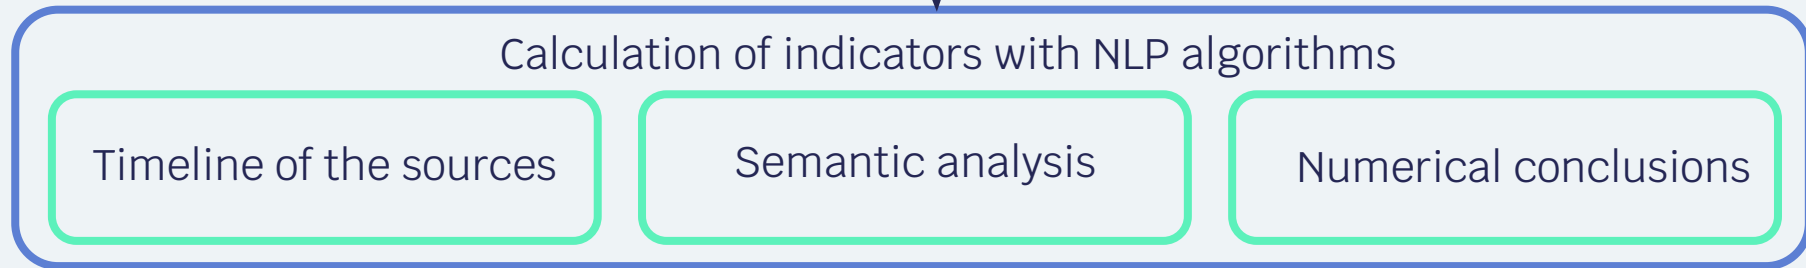 Calculation of indicators with NLP algorithms
Timeline of the sources
Semantic analysis
Numerical conclusions